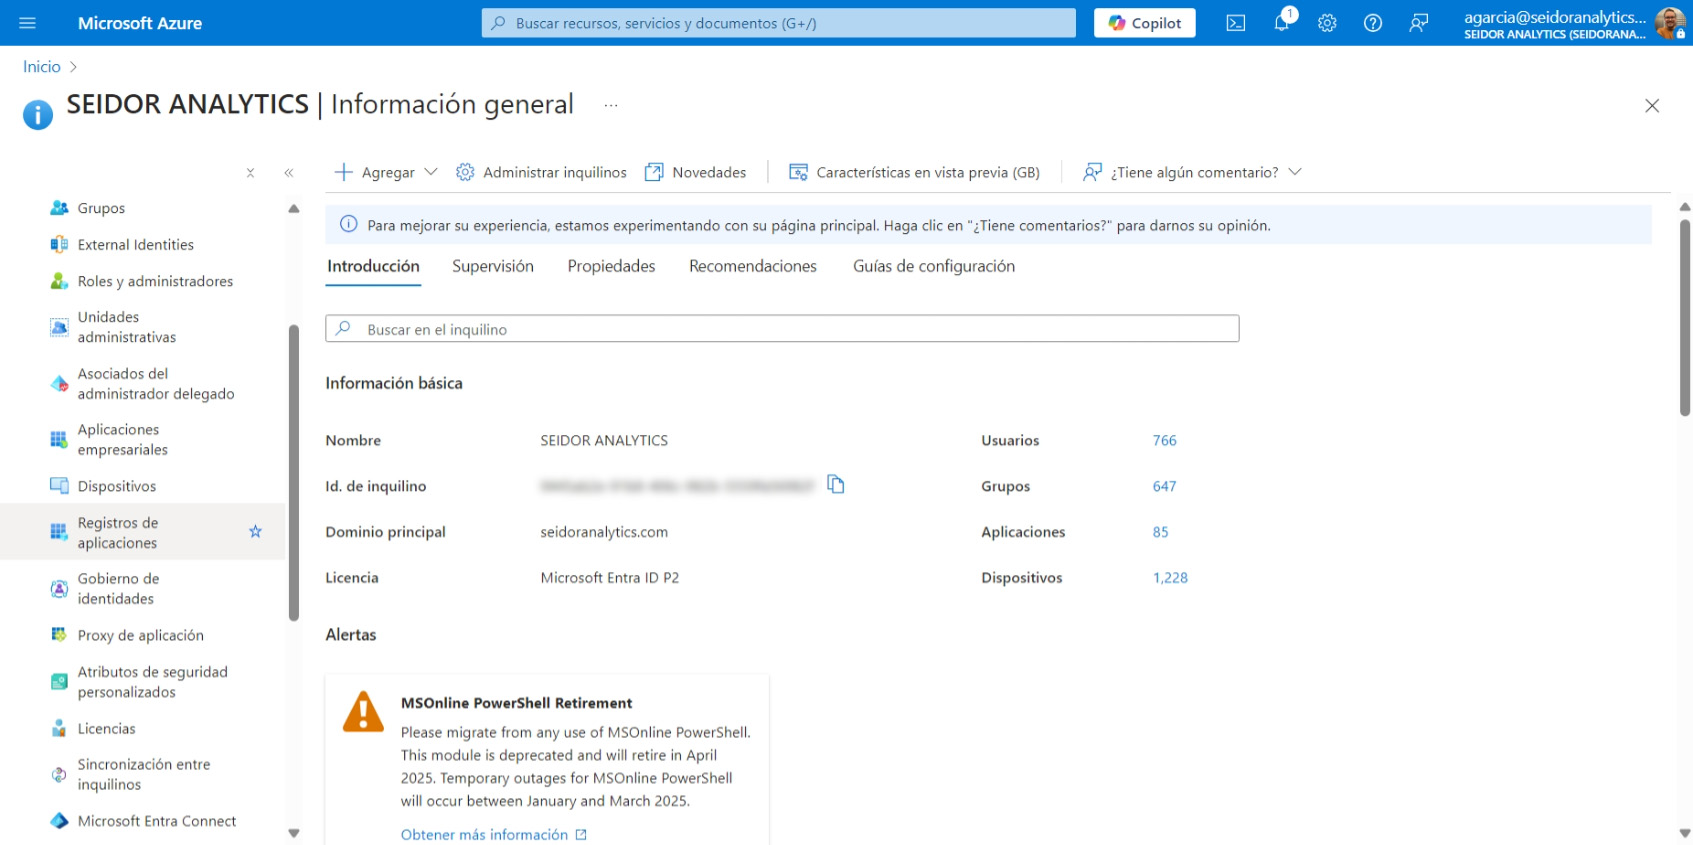 Microsoft Azure
Buscar recursos, servicios y documentos (G+/)
Copilot
1
agarcia@seidoranalytics...
SEIDOR ANALYTICS (SEIDORANA...
Inicio
SEIDOR ANALYTICS | Información general
...
Agregar
Administrar inquilinos
Novedades
Características en vista previa (GB)
¿Tiene algún comentario?
Grupos
External Identities
Roles y administradores
Unidades
administrativas
Asociados del
administrador delegado
Aplicaciones
empresariales
Dispositivos
Registros de
aplicaciones
Gobierno de
identidades
Proxy de aplicación
Atributos de seguridad
personalizados
Licencias
Sincronización entre
inquilinos
Microsoft Entra Connect
Para mejorar su experiencia, estamos experimentando con su página principal. Haga clic en "¿Tiene comentarios?" para darnos su opinión.
Introducción
Supervisión
Propiedades
Recomendaciones
Guías de configuración
Buscar en el inquilino
Información básica
Nombre
SEIDOR ANALYTICS
Usuarios
766
Id. de inquilino
Grupos
647
Dominio principal
seidoranalytics.com
Aplicaciones
85
Licencia
Microsoft Entra ID P2
Dispositivos
1,228
Alertas
MSOnline PowerShell Retirement
Please migrate from any use of MSOnline PowerShell.
This module is deprecated and will retire in April
2025. Temporary outages for MSOnline PowerShell
will occur between January and March 2025.
Obtener más información